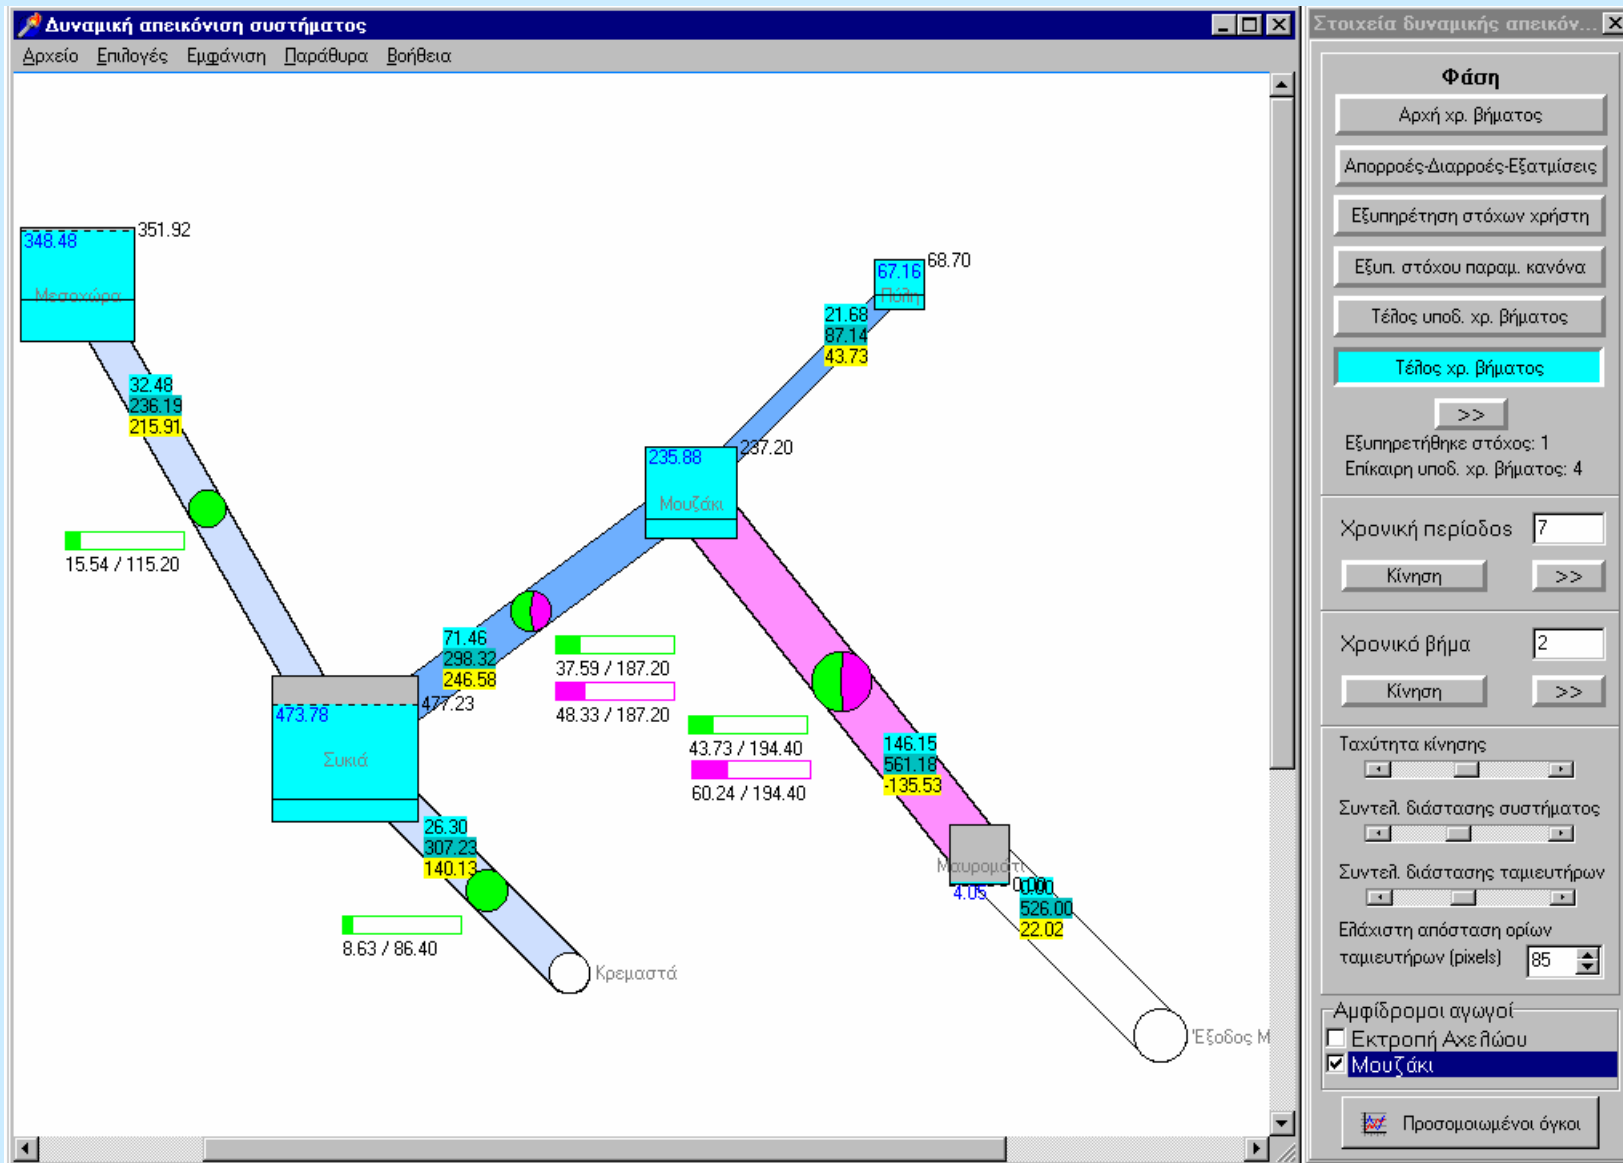 Δυναμική απεικόνιση συστήματος
Αρχείο Επιλογές Εμφάνιση Παράθυρα Βοήθεια
351.92
348.48
Μεσοχώρα
68.70
67.16
Πύλη
21.68
87.14
43.73
32.48
236.19
215.91
237.20
235.88
Μουζάκι
15.54 / 115.20
71.46
298.32
246.58
37.59 / 187.20
48.33 / 187.20
477.23
473.78
Συκιά
43.73 / 194.40
60.24 / 194.40
146.15
561.18
-135.53
26.30
307.23
140.13
8.63 / 86.40
Κρεμαστά
Μαυρομάτι
4.05
0.00
0.00
526.00
22.02
Έξοδος Μ
Στοιχεία δυναμικής απεικόν...
Φάση
Αρχή χρ. βήματος
Απορροές-Διαρροές-Εξατμίσεις
Εξυπηρέτηση στόχων χρήστη
Εξυπ. στόχου παραμ. κανόνα
Τέλος υποδ. χρ. βήματος
Τέλος χρ. βήματος
>>
Εξυπηρετήθηκε στόχος: 1
Επίκαιρη υποδ. χρ. βήματος: 4
Χρονική περίοδος 7
Κίνηση >>
Χρονικό βήμα 2
Κίνηση >>
Ταχύτητα κίνησης
Συντελ. διάστασης συστήματος
Συντελ. διάστασης ταμιευτήρων
Ελάχιστη απόσταση ορίων
ταμιευτήρων (pixels) 85
Αμφίδρομοι αγωγοί
Εκτροπή Αχελώου
Μουζάκι
Προσομοιωμένοι όγκοι